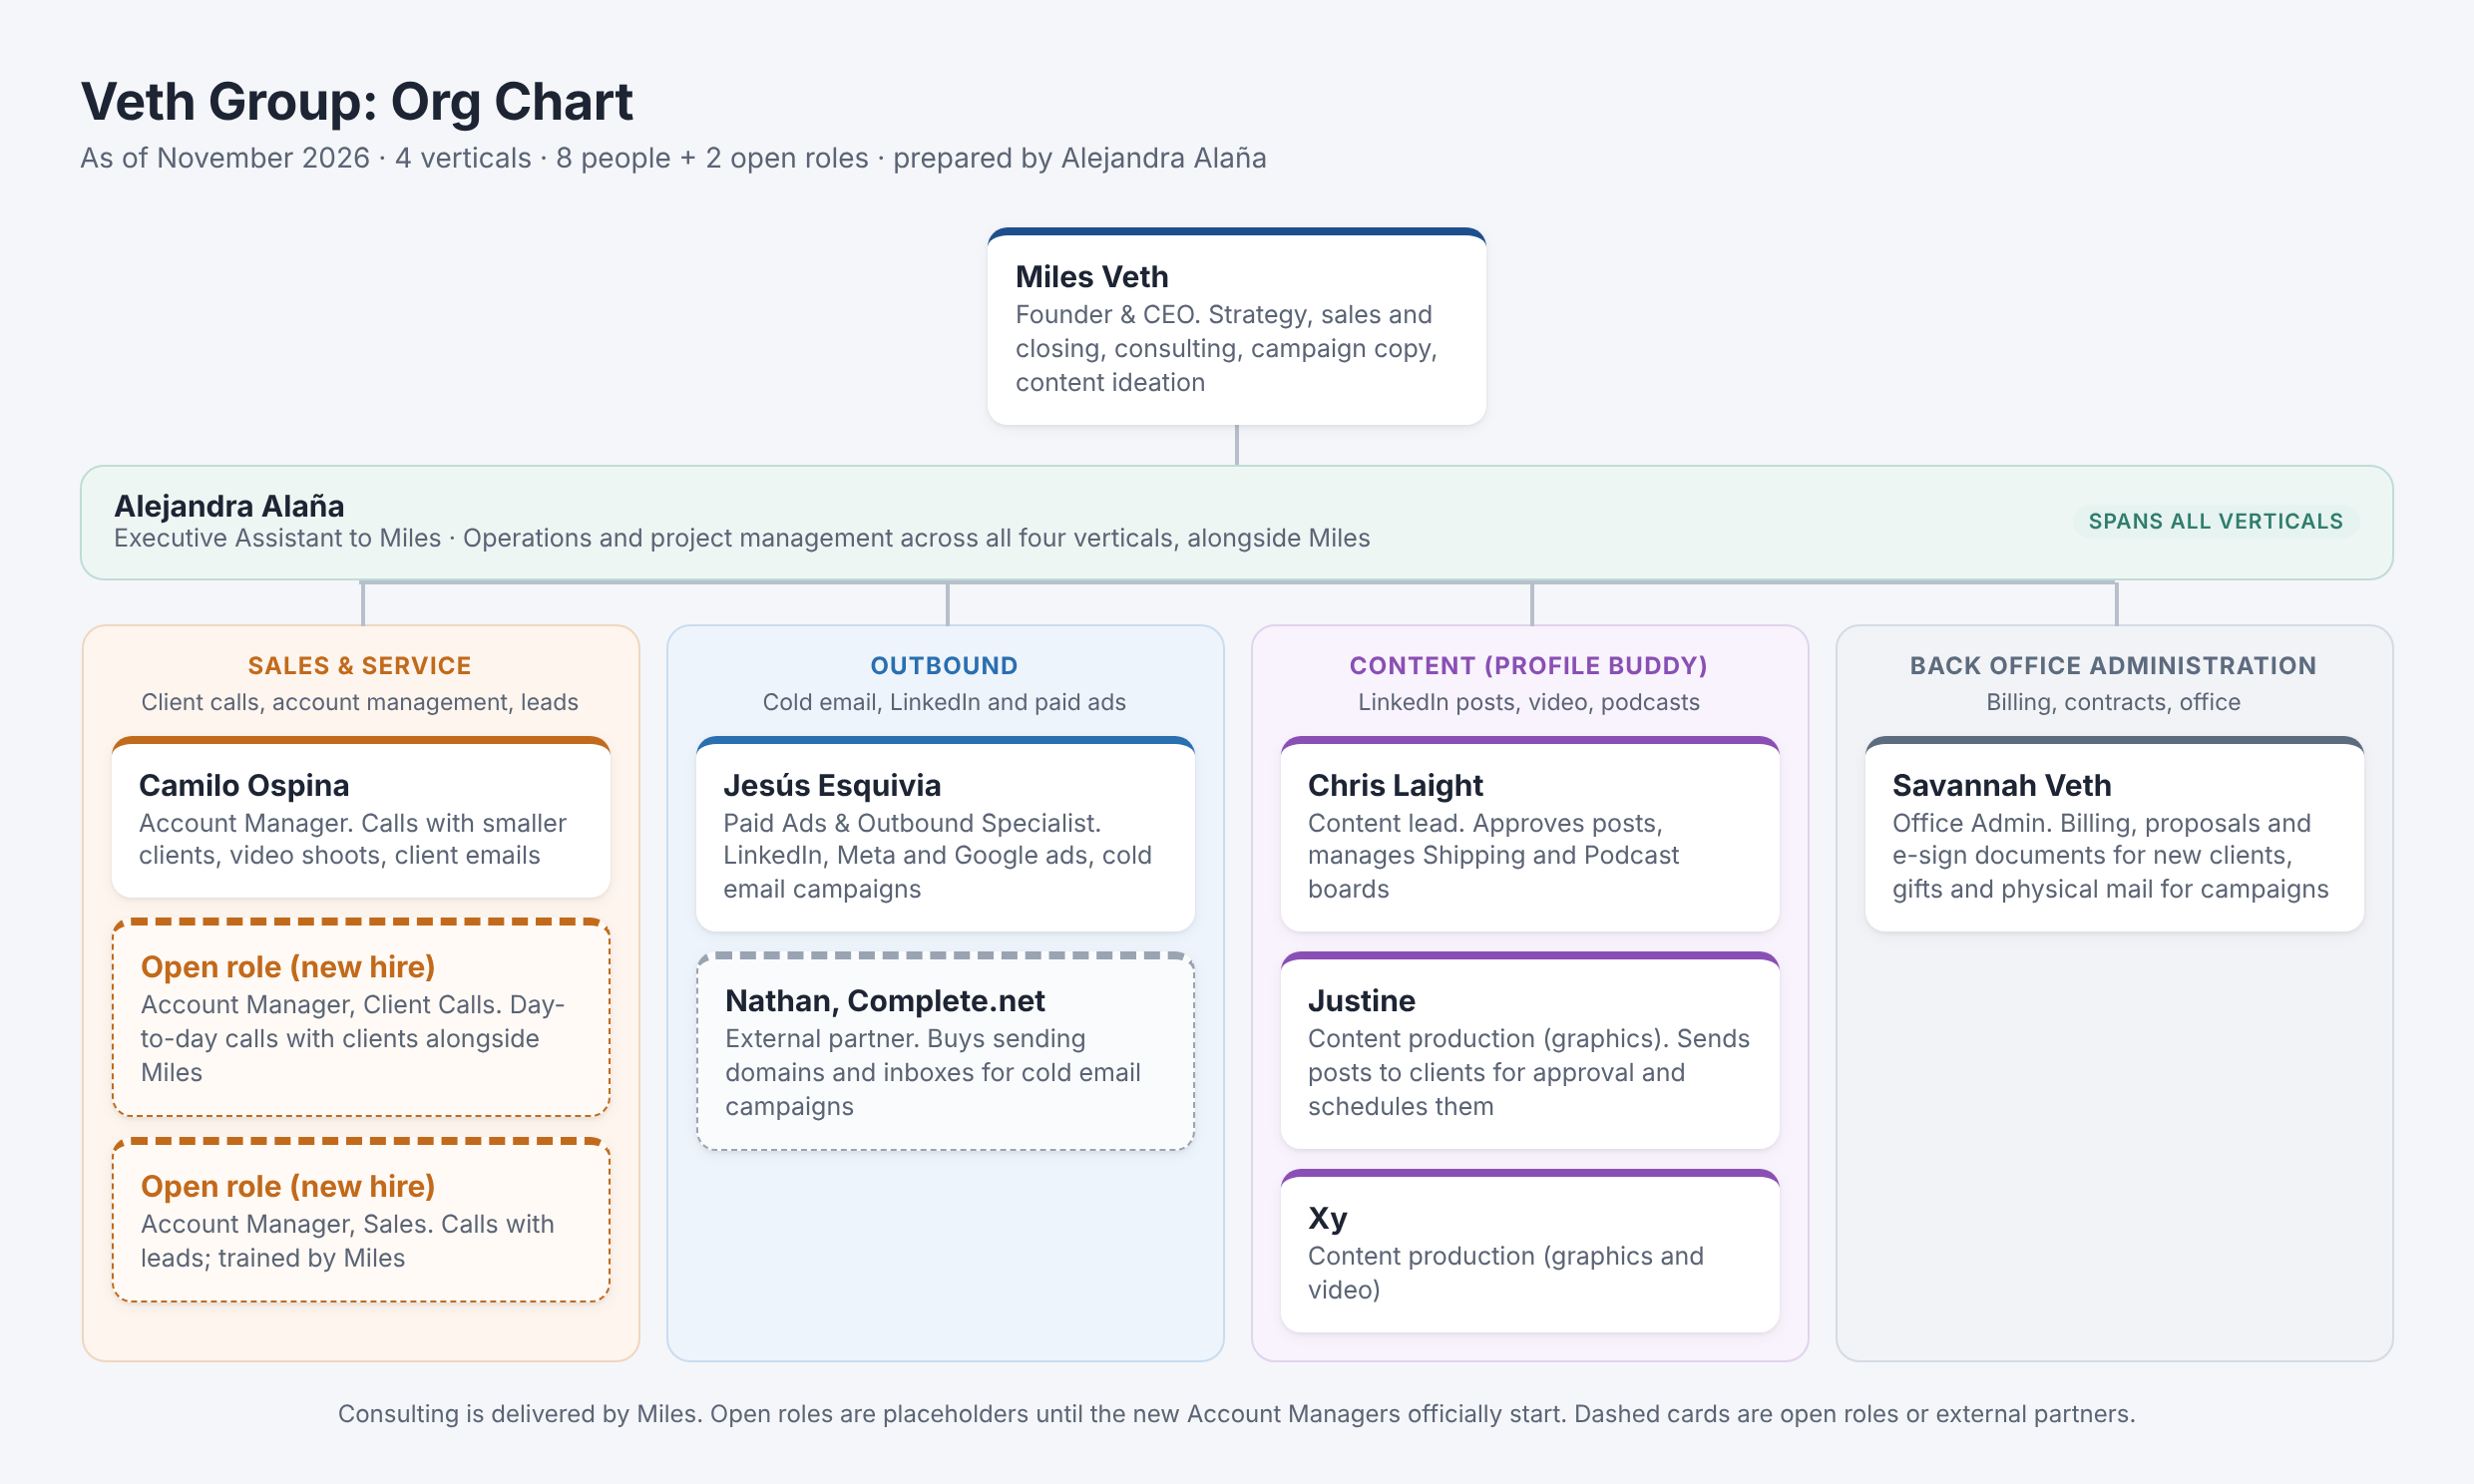 Veth Group: Org Chart
As of November 2026 · 4 verticals · 8 people + 2 open roles · prepared by Alejandra Alaña
Miles Veth
Founder & CEO. Strategy, sales and
closing, consulting, campaign copy,
content ideation
Alejandra Alaña
Executive Assistant to Miles · Operations and project management across all four verticals, alongside Miles
SPANS ALL VERTICALS
SALES & SERVICE
Client calls, account management, leads
Camilo Ospina
Account Manager. Calls with smaller
clients, video shoots, client emails
Open role (new hire)
Account Manager, Client Calls. Day-
to-day calls with clients alongside
Miles
Open role (new hire)
Account Manager, Sales. Calls with
leads; trained by Miles
OUTBOUND
Cold email, LinkedIn and paid ads
Jesús Esquivia
Paid Ads & Outbound Specialist.
LinkedIn, Meta and Google ads, cold
email campaigns
Nathan, Complete.net
External partner. Buys sending
domains and inboxes for cold email
campaigns
CONTENT (PROFILE BUDDY)
LinkedIn posts, video, podcasts
Chris Laight
Content lead. Approves posts,
manages Shipping and Podcast
boards
Justine
Content production (graphics). Sends
posts to clients for approval and
schedules them
Xy
Content production (graphics and
video)
BACK OFFICE ADMINISTRATION
Billing, contracts, office
Savannah Veth
Office Admin. Billing, proposals and
e-sign documents for new clients,
gifts and physical mail for campaigns
Consulting is delivered by Miles. Open roles are placeholders until the new Account Managers officially start. Dashed cards are open roles or external partners.